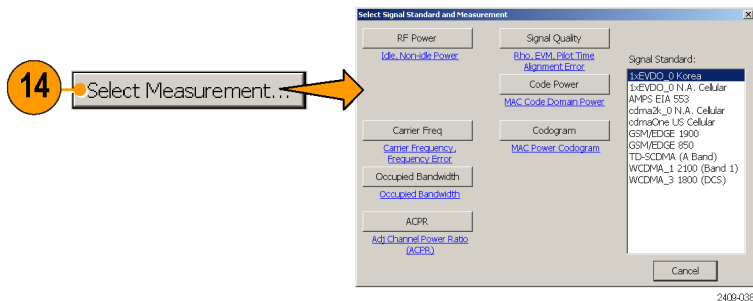 14
Select Measurement...
Select Signal Standard and Measurement
RF Power
Idle, Non-idle Power
Signal Quality
Rho, EVM, Pilot Time
Alignment Error
Code Power
MAC Code Domain Power
Carrier Freq
Carrier Frequency,
Frequency Error
Codogram
MAC Power Codogram
Occupied Bandwidth
Occupied Bandwidth
ACPR
Adj Channel Power Ratio
(ACPR)
Signal Standard:
1xEVDO_0 Korea
1xEVDO_0 N.A. Cellular
AMPS EIA 553
cdma2k_0 N.A. Cellular
cdmaOne US Cellular
GSM/EDGE 1900
GSM/EDGE 850
TD-SCDMA (A Band)
WCDMA_1 2100 (Band 1)
WCDMA_3 1800 (DCS)
Cancel
2409-038